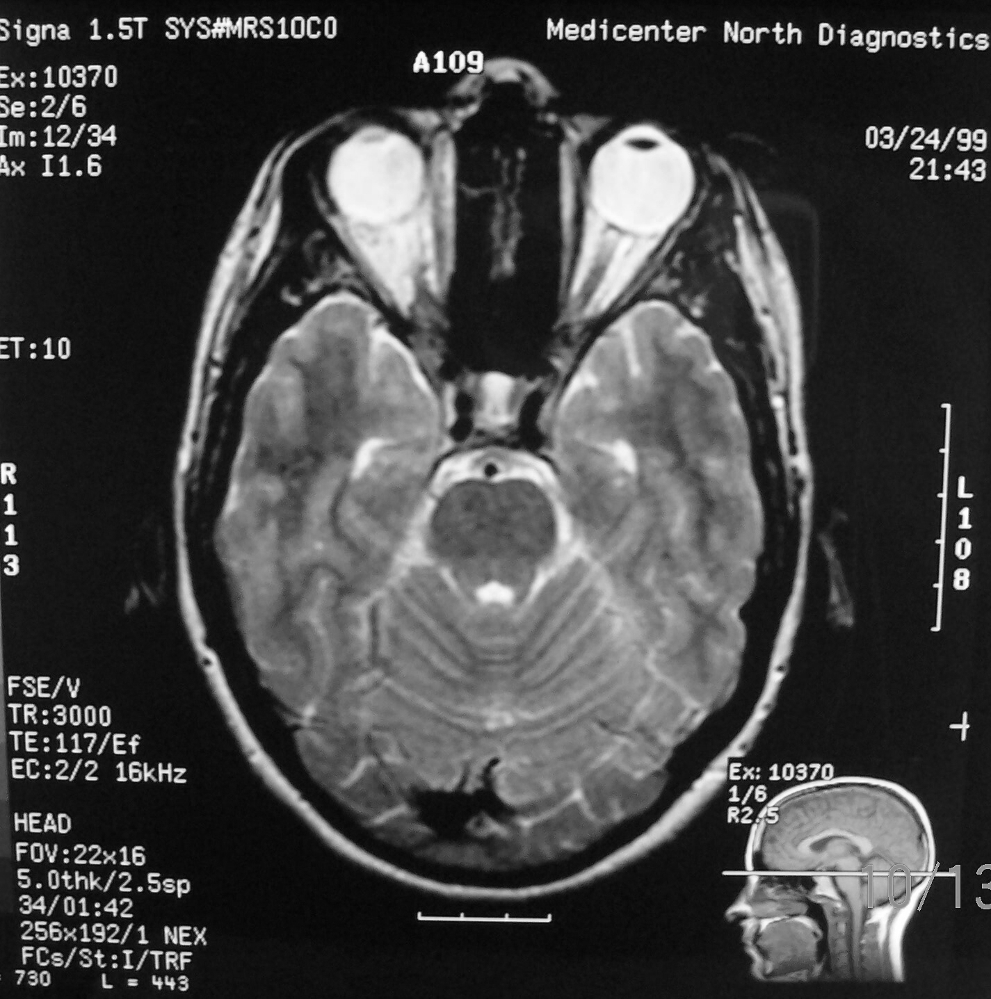 Signa 1.5T SYS#MRS10C0
Medicenter North Diagnostics
A109
Ex:10370
Se:2/6
Im:12/34
Ax I1.6
03/24/99
21:43
ET:10
R
1
1
3
L
1
0
8
FSE/V
TR:3000
TE:117/Ef
EC:2/2 16kHz
HEAD
FOV:22x16
5.0thk/2.5sp
34/01:42
256x192/1 NEX
FCs/St:I/TRF
= 730 L = 443
Ex: 10370
1/6
R2.5
10/13